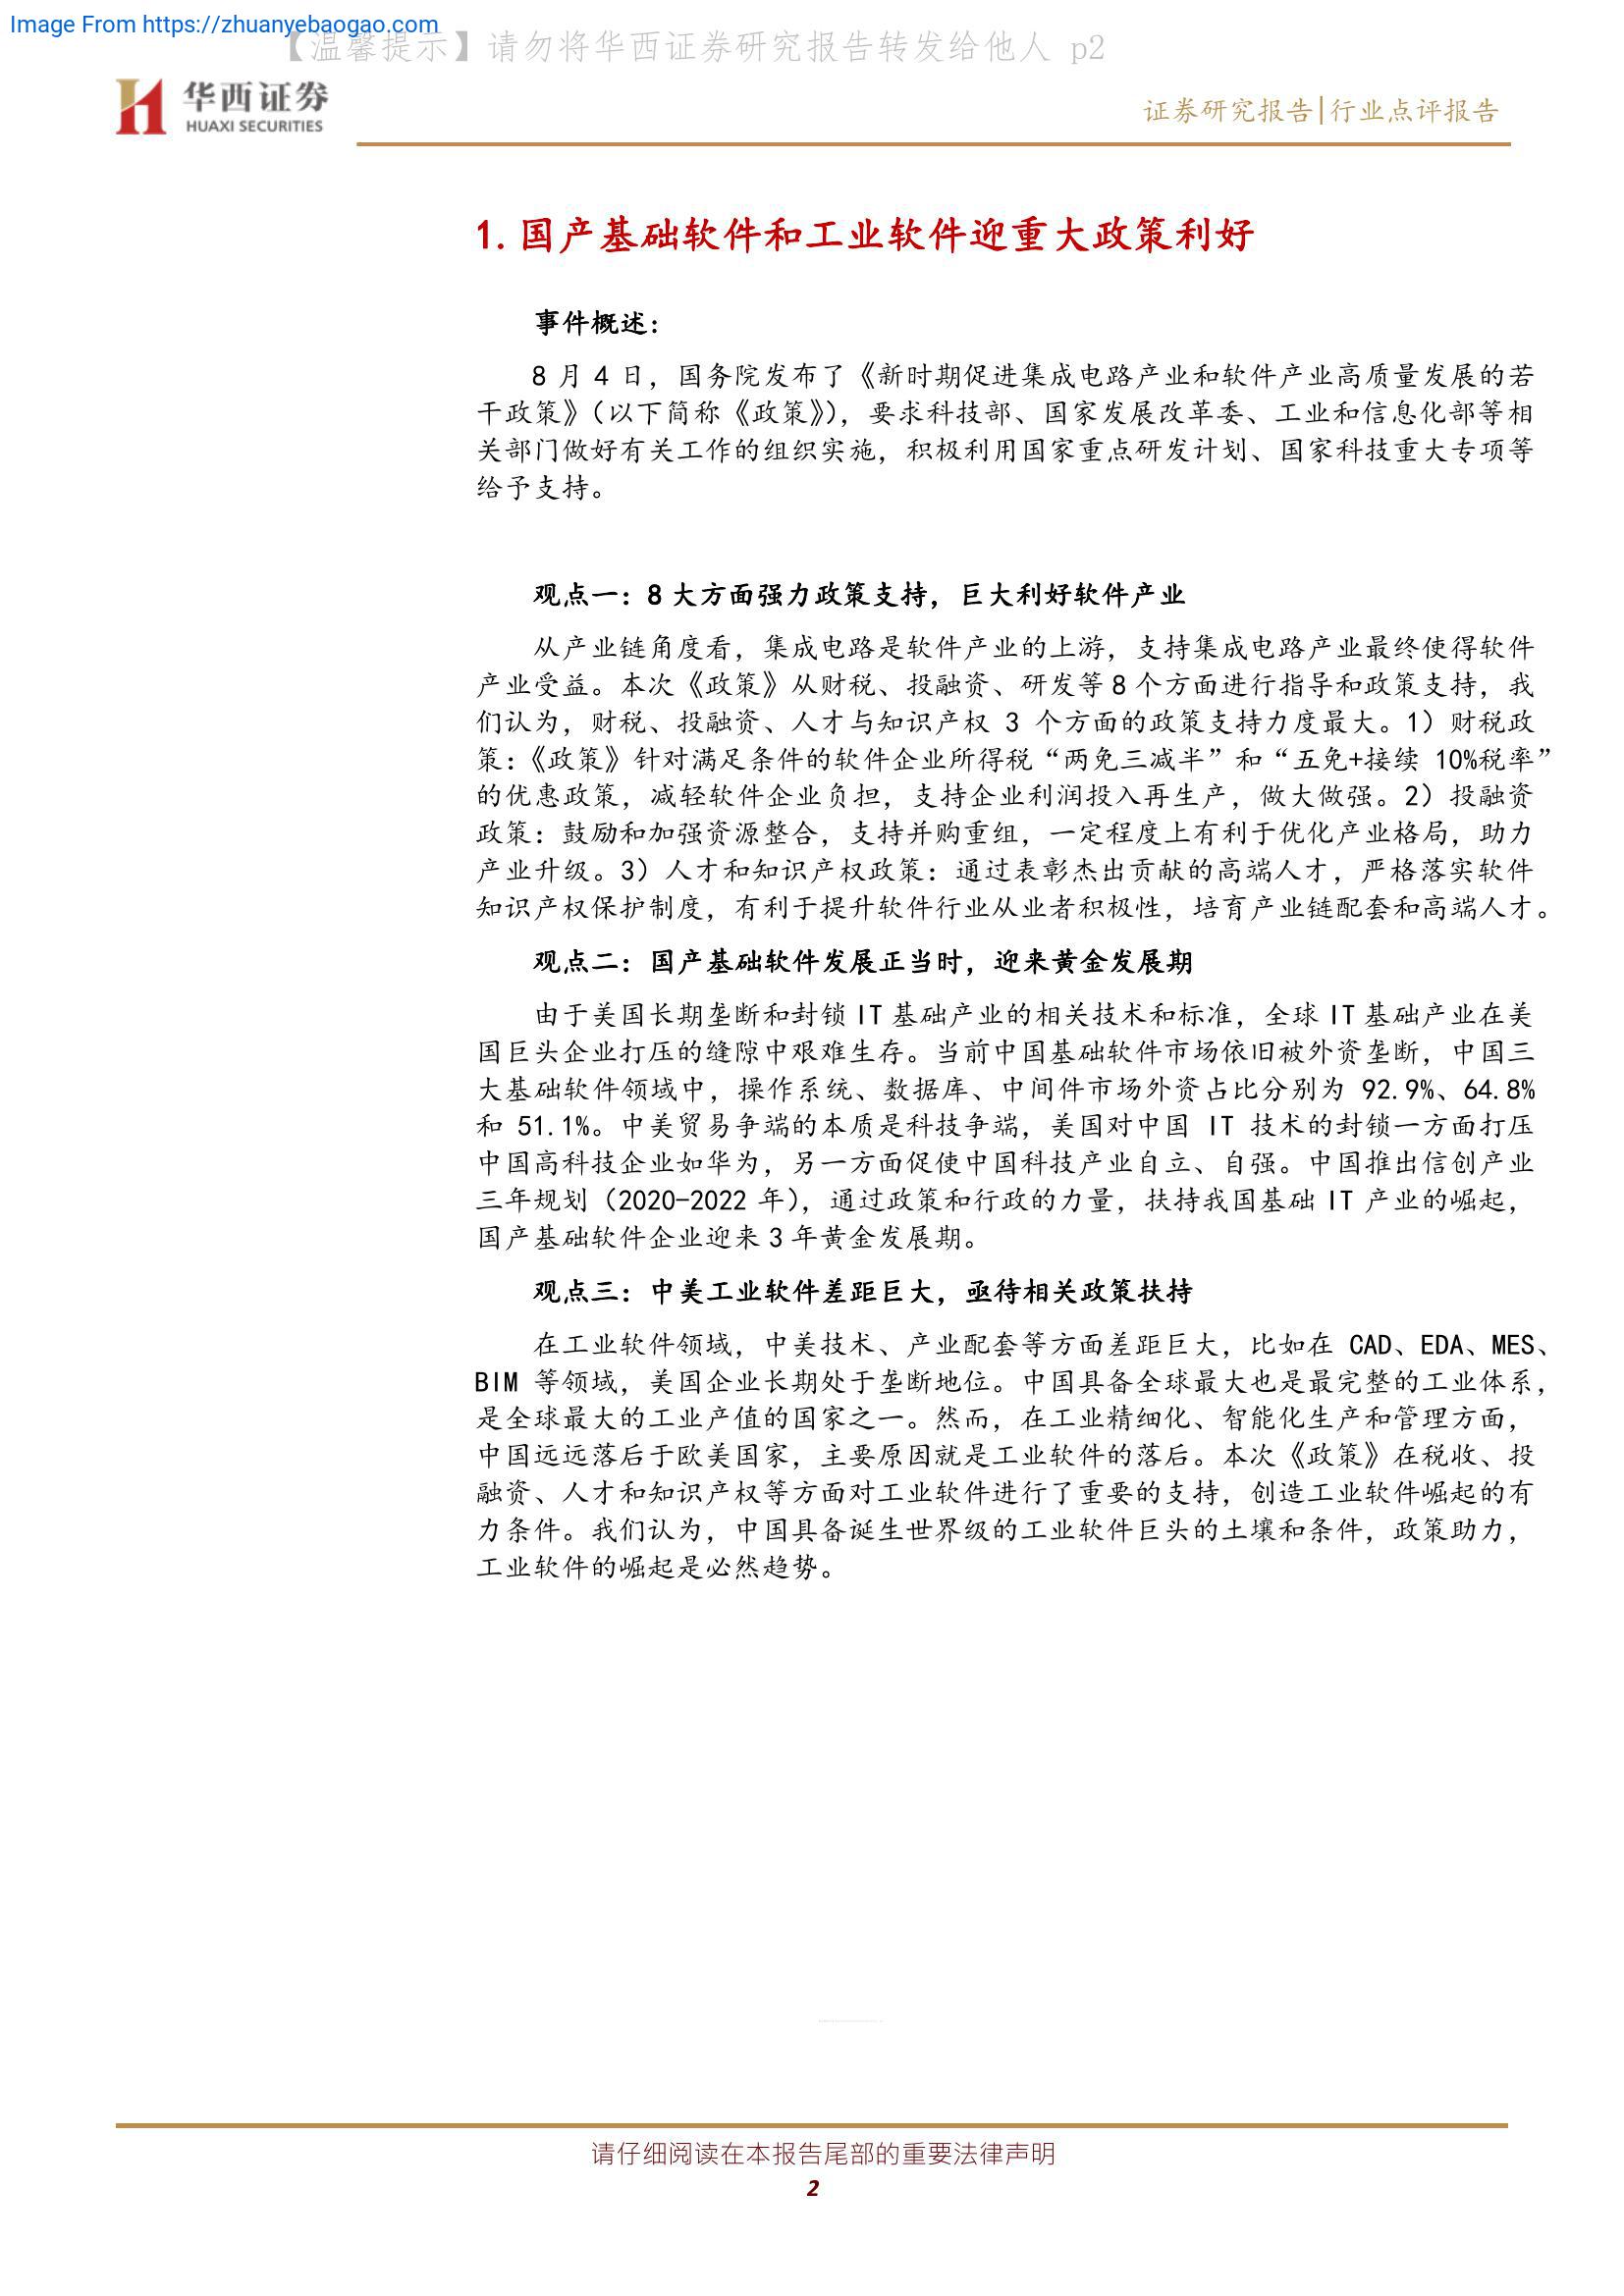 Image From https://zhuanyebaogao.com
【温馨提示】请勿将华西证券研究报告转发给他人 p2
华西证券
HUAXI SECURITIES
证券研究报告|行业点评报告
1.国产基础软件和工业软件迎重大政策利好
事件概述：
8 月 4 日，国务院发布了《新时期促进集成电路产业和软件产业高质量发展的若
干政策》（以下简称《政策》），要求科技部、国家发展改革委、工业和信息化部等相
关部门做好有关工作的组织实施，积极利用国家重点研发计划、国家科技重大专项等
给予支持。
观点一：8 大方面强力政策支持，巨大利好软件产业
从产业链角度看，集成电路是软件产业的上游，支持集成电路产业最终使得软件
产业受益。本次《政策》从财税、投融资、研发等 8 个方面进行指导和政策支持，我
们认为，财税、投融资、人才与知识产权 3 个方面的政策支持力度最大。1）财税政
策：《政策》针对满足条件的软件企业所得税“两免三减半”和“五免+接续 10%税率”
的优惠政策，减轻软件企业负担，支持企业利润投入再生产，做大做强。2）投融资
政策：鼓励和加强资源整合，支持并购重组，一定程度上有利于优化产业格局，助力
产业升级。3）人才和知识产权政策：通过表彰杰出贡献的高端人才，严格落实软件
知识产权保护制度，有利于提升软件行业从业者积极性，培育产业链配套和高端人才。
观点二：国产基础软件发展正当时，迎来黄金发展期
由于美国长期垄断和封锁 IT 基础产业的相关技术和标准，全球 IT 基础产业在美
国巨头企业打压的缝隙中艰难生存。当前中国基础软件市场依旧被外资垄断，中国三
大基础软件领域中，操作系统、数据库、中间件市场外资占比分别为 92.9%、64.8%
和 51.1%。中美贸易争端的本质是科技争端，美国对中国 IT 技术的封锁一方面打压
中国高科技企业如华为，另一方面促使中国科技产业自立、自强。中国推出信创产业
三年规划（2020-2022 年），通过政策和行政的力量，扶持我国基础 IT 产业的崛起，
国产基础软件企业迎来 3 年黄金发展期。
观点三：中美工业软件差距巨大，亟待相关政策扶持
在工业软件领域，中美技术、产业配套等方面差距巨大，比如在 CAD、EDA、MES、
BIM 等领域，美国企业长期处于垄断地位。中国具备全球最大也是最完整的工业体系，
是全球最大的工业产值的国家之一。然而，在工业精细化、智能化生产和管理方面，
中国远远落后于欧美国家，主要原因就是工业软件的落后。本次《政策》在税收、投
融资、人才和知识产权等方面对工业软件进行了重要的支持，创造工业软件崛起的有
力条件。我们认为，中国具备诞生世界级的工业软件巨头的土壤和条件，政策助力，
工业软件的崛起是必然趋势。
请仔细阅读在本报告尾部的重要法律声明
2